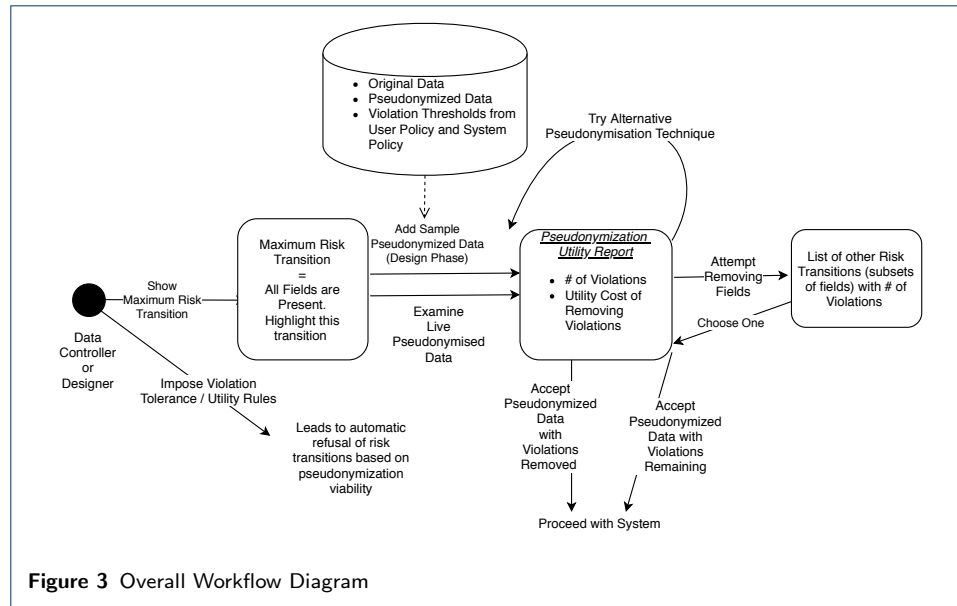 • Original Data
• Pseudonymized Data
• Violation Thresholds from
User Policy and System
Policy
Try Alternative
Pseudonymisation Technique
Add Sample
Pseudonymized Data
(Design Phase)
Maximum Risk
Transition
=
All Fields are
Present.
Highlight this
transition
Pseudonymization
Utility Report
• # of Violations
• Utility Cost of
Removing
Violations
Attempt
Removing
Fields
List of other Risk
Transitions (subsets
of fields) with # of
Violations
Show
Maximum Risk
Transition
Examine
Live
Pseudonymised
Data
Choose One
Data
Controller
or
Designer
Impose Violation
Tolerance / Utility Rules
Accept
Pseudonymized
Data
with
Violations
Removed
Accept
Pseudonymized
Data with
Violations
Remaining
Leads to automatic
refusal of risk
transitions based on
pseudonymization
viability
Proceed with System
Figure 3 Overall Workflow Diagram